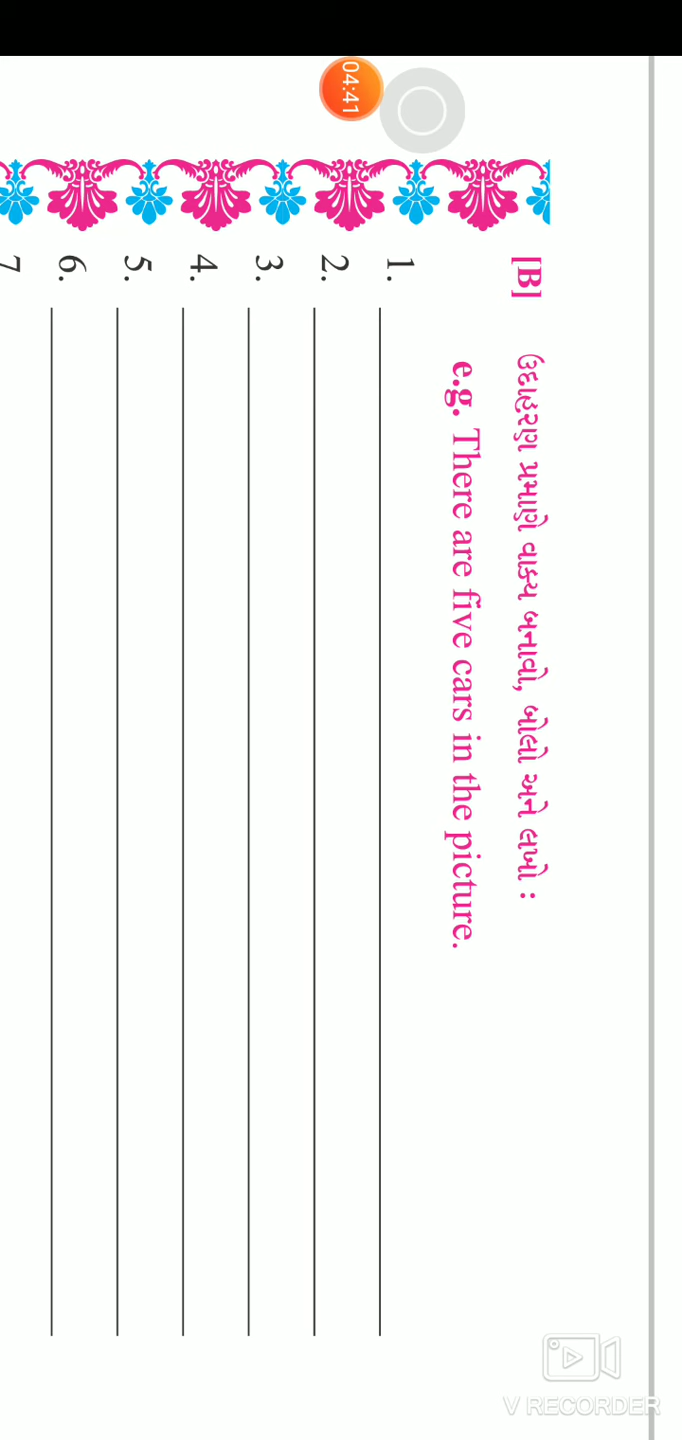 04:41
[B] ઉદાહરણ પ્રમાણે વાક્ય બનાવો, બોલો અને લખો :
e.g. There are five cars in the picture.
1.
2.
3.
4.
5.
6.
7
V RECORDER